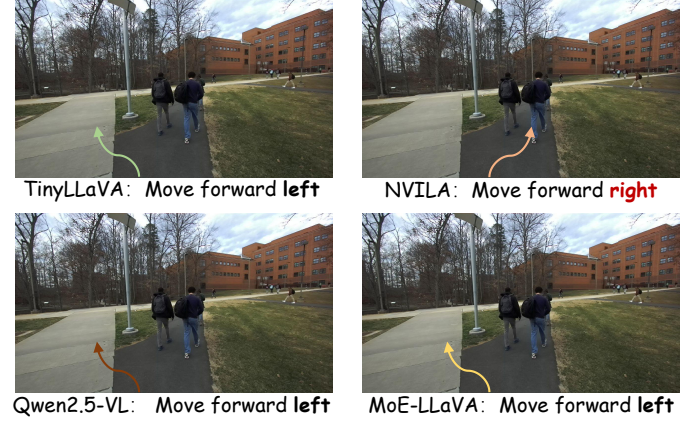 TinyLLaVA: Move forward left
NVILA: Move forward right
Qwen2.5-VL: Move forward left
MoE-LLaVA: Move forward left